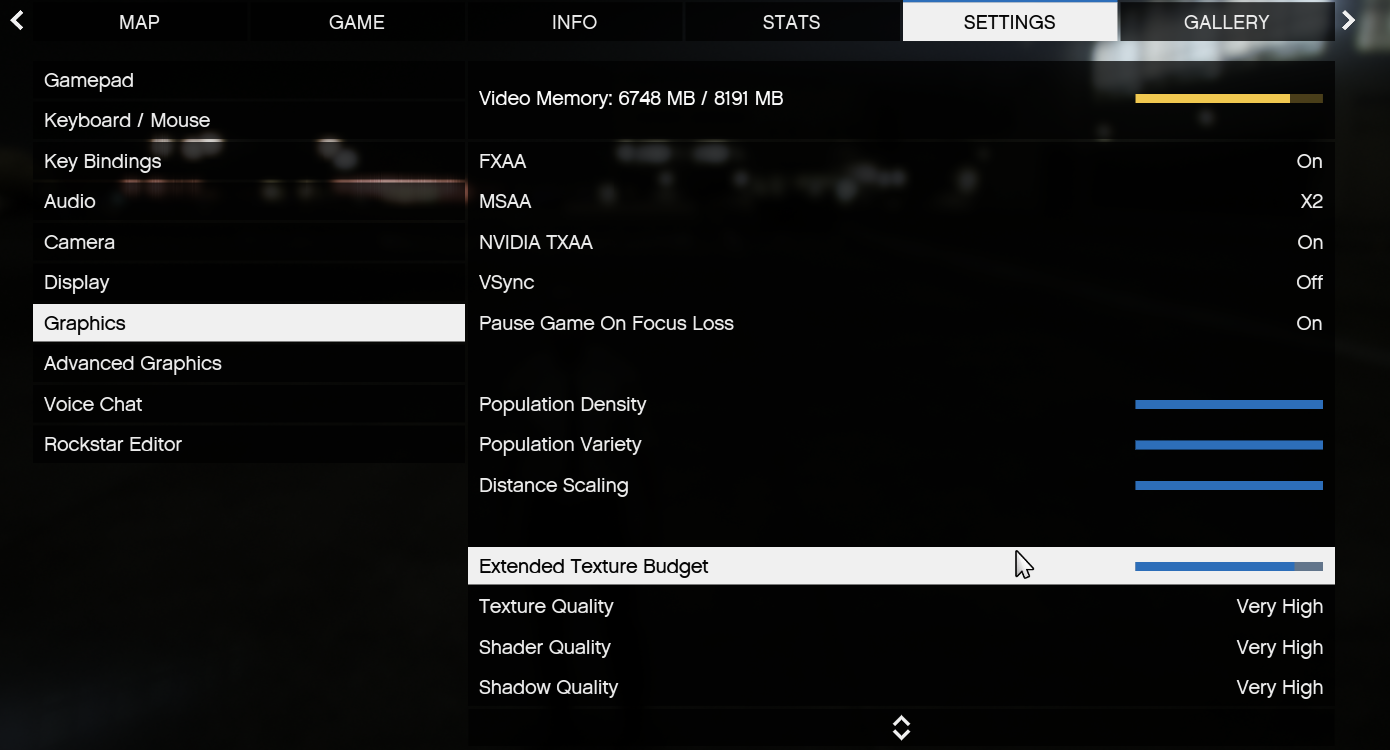 MAP GAME INFO STATS SETTINGS GALLERY
Gamepad
Keyboard / Mouse
Key Bindings
Audio
Camera
Display
Graphics
Advanced Graphics
Voice Chat
Rockstar Editor
Video Memory: 6748 MB / 8191 MB
FXAA On
MSAA X2
NVIDIA TXAA On
VSync Off
Pause Game On Focus Loss On
Population Density
Population Variety
Distance Scaling
Extended Texture Budget
Texture Quality Very High
Shader Quality Very High
Shadow Quality Very High